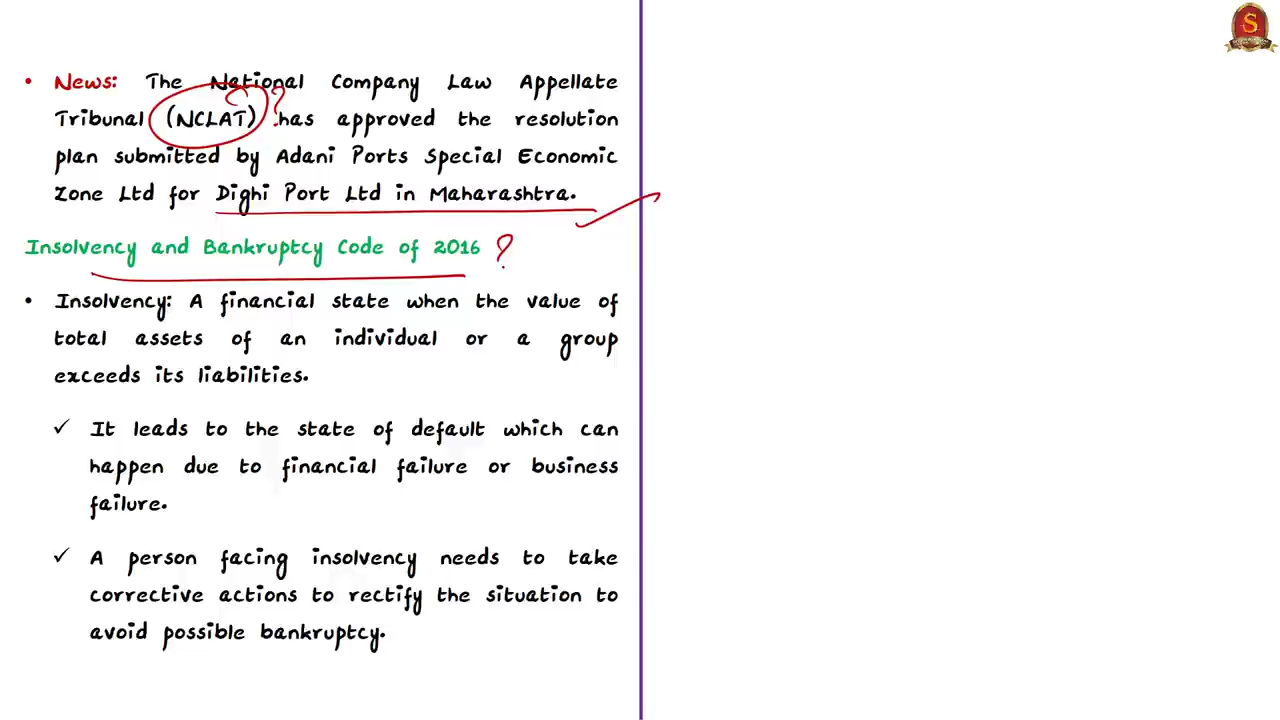 • News: The National Company Law Appellate
Tribunal (NCLAT) ? has approved the resolution
plan submitted by Adani Ports Special Economic
Zone Ltd for Dighi Port Ltd in Maharashtra.
Insolvency and Bankruptcy Code of 2016 ?
• Insolvency: A financial state when the value of
total assets of an individual or a group
exceeds its liabilities.
✓ It leads to the state of default which can
happen due to financial failure or business
failure.
✓ A person facing insolvency needs to take
corrective actions to rectify the situation to
avoid possible bankruptcy.
S